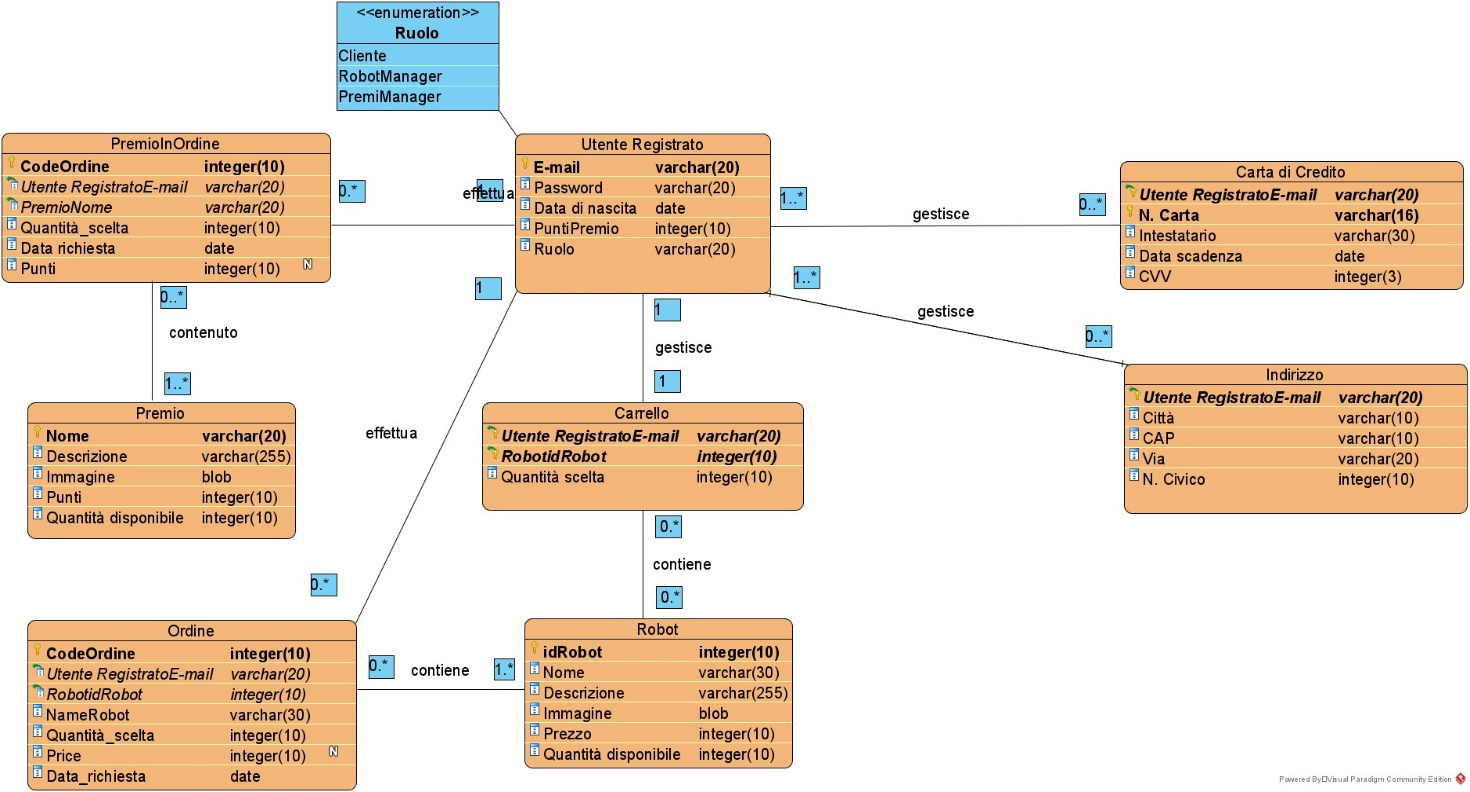 <<enumeration>>
Ruolo
Cliente
RobotManager
PremiManager
PremioInOrdine
CodeOrdine integer(10)
Utente RegistratoE-mail varchar(20)
PremioNome varchar(20)
Quantità_scelta integer(10)
Data richiesta date
Punti integer(10) N
0..*
effettua
Utente Registrato
E-mail varchar(20)
Password varchar(20)
Data di nascita date
PuntiPremio integer(10)
Ruolo varchar(20)
1..*
gestisce
0..*
Carta di Credito
Utente RegistratoE-mail varchar(20)
N. Carta varchar(16)
Intestatario varchar(30)
Data scadenza date
CVV integer(3)
0..*
contenuto
1..*
1
1
gestisce
1
1..*
gestisce
0..*
Premio
Nome varchar(20)
Descrizione varchar(255)
Immagine blob
Punti integer(10)
Quantità disponibile integer(10)
effettua
Carrello
Utente RegistratoE-mail varchar(20)
RobotidRobot integer(10)
Quantità scelta integer(10)
Indirizzo
Utente RegistratoE-mail varchar(20)
Città varchar(10)
CAP varchar(10)
Via varchar(20)
N. Civico integer(10)
0.*
0.*
contiene
0.*
Ordine
CodeOrdine integer(10)
Utente RegistratoE-mail varchar(20)
RobotidRobot integer(10)
NameRobot varchar(30)
Quantità_scelta integer(10)
Price integer(10) N
Data_richiesta date
0.*
contiene
1.*
Robot
idRobot integer(10)
Nome varchar(30)
Descrizione varchar(255)
Immagine blob
Prezzo integer(10)
Quantità disponibile integer(10)
Powered By Visual Paradigm Community Edition